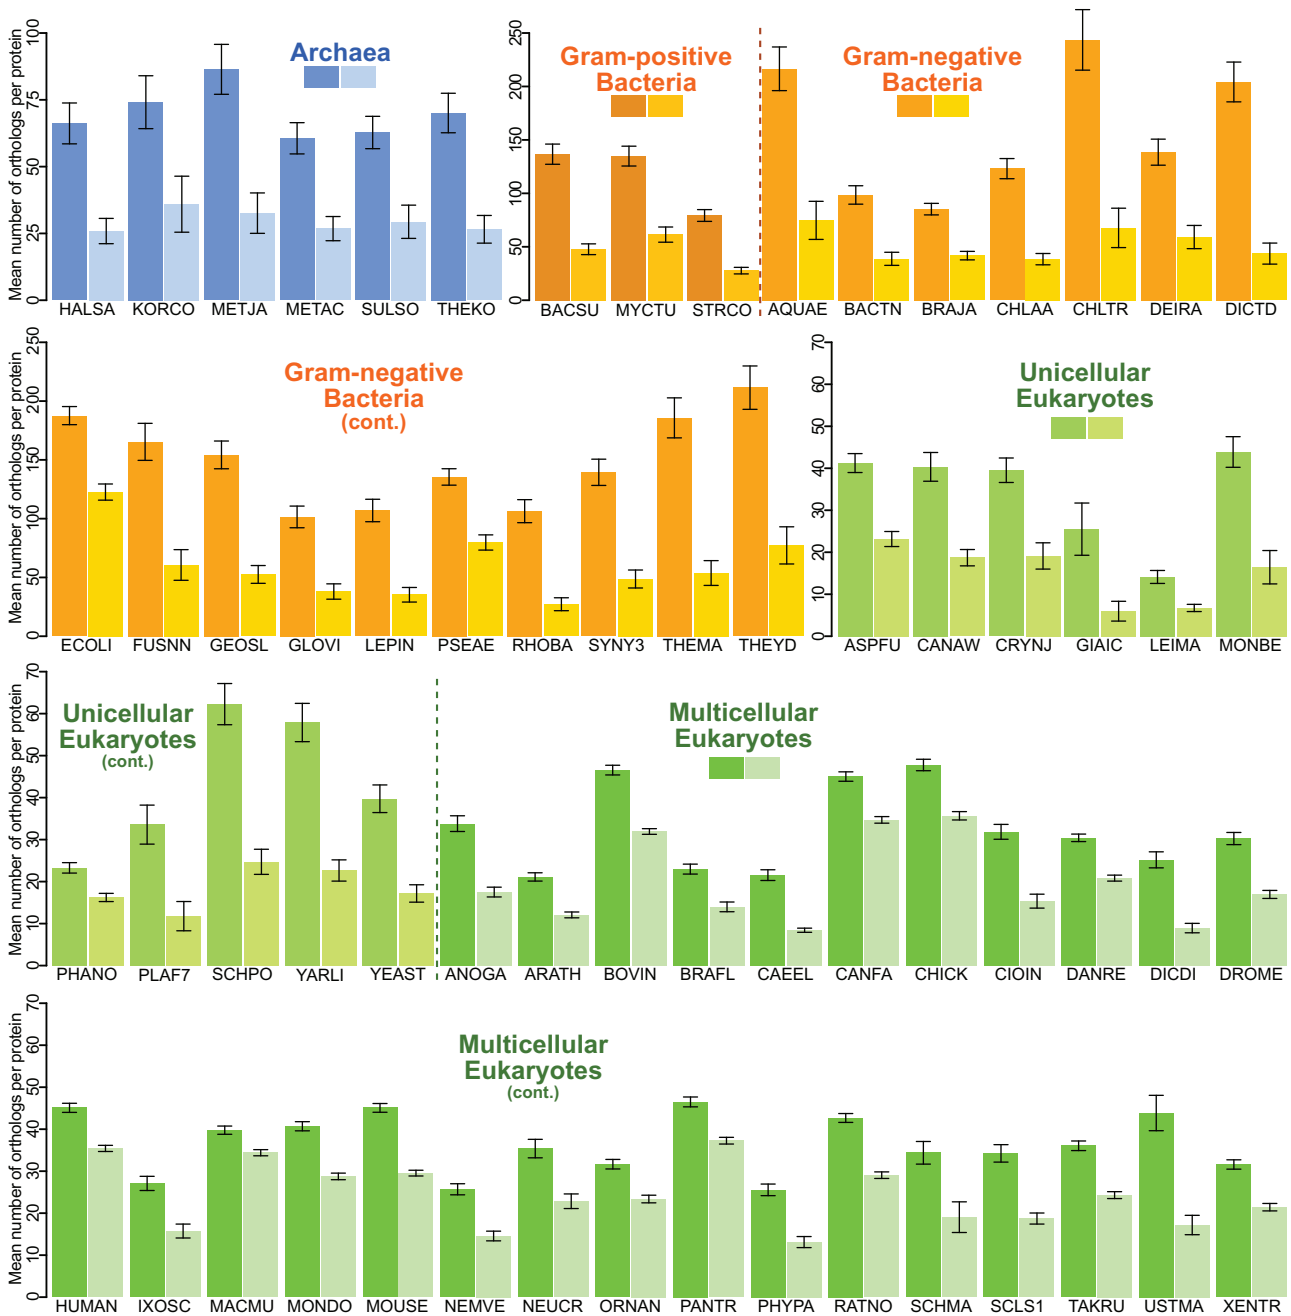 Mean number of orthologs per protein
100
75
50
25
0
Archaea
HALSA KORCO METJA METAC SULSO THEKO
250
200
150
100
50
0
Gram-positive
Bacteria
Gram-negative
Bacteria
BACSU MYCTU STRCO AQUAE BACTN BRAJA CHLAA CHLTR DEIRA DICTD
Mean number of orthologs per protein
250
200
150
100
50
0
Gram-negative
Bacteria
(cont.)
ECOLI FUSNN GEOSL GLOVI LEPIN PSEAE RHOBA SYNY3 THEMA THEYD
70
60
50
40
30
20
10
0
Unicellular
Eukaryotes
ASPFU CANAW CRYNJ GIAIC LEIMA MONBE
Mean number of orthologs per protein
70
60
50
40
30
20
10
0
Unicellular
Eukaryotes
(cont.)
Multicellular
Eukaryotes
PHANO PLAF7 SCHPO YARLI YEAST ANOGA ARATH BOVIN BRAFL CAEEL CANFA CHICK CIOIN DANRE DICDI DROME
Mean number of orthologs per protein
70
60
50
40
30
20
10
0
Multicellular
Eukaryotes
(cont.)
HUMAN IXOSC MACMU MONDO MOUSE NEMVE NEUCR ORNAN PANTR PHYPA RATNO SCHMA SCLS1 TAKRU USTMA XENTR